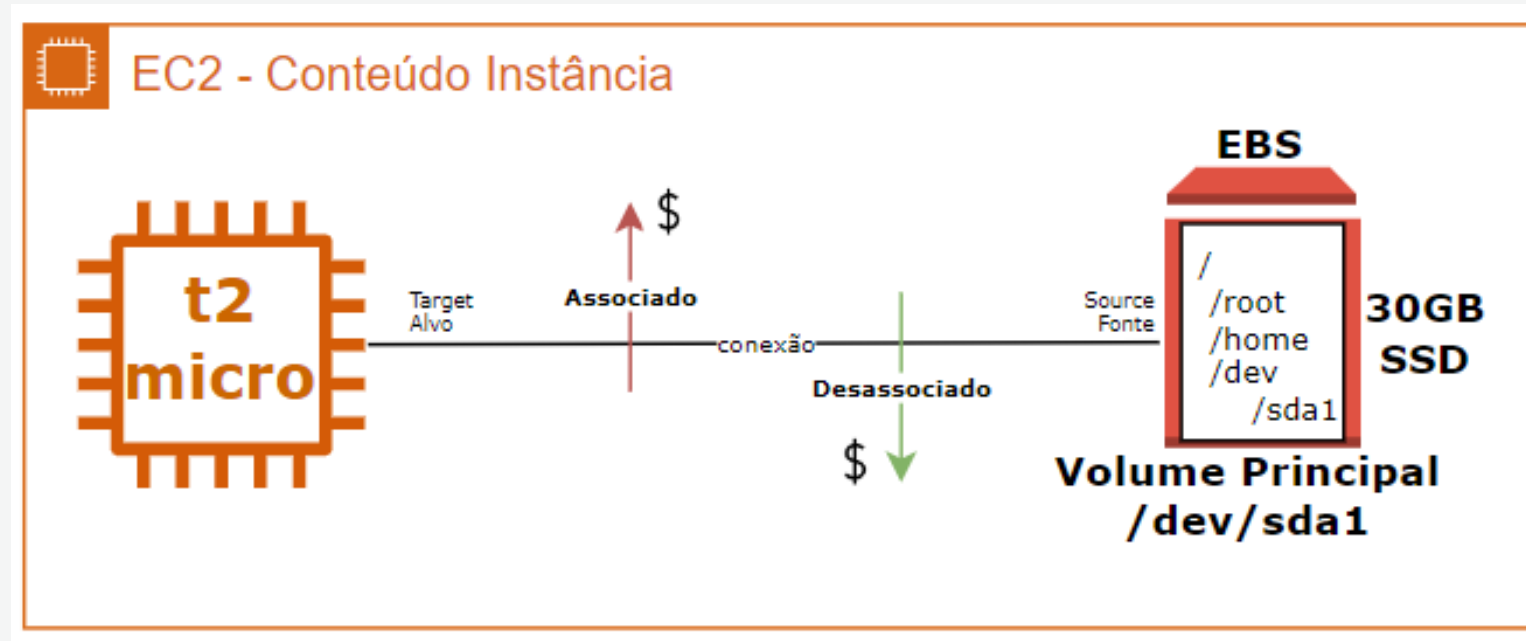 EC2 - Conteúdo Instância
EBS
t2
micro
Target
Alvo
$
Associado
conexão
Desassociado
$
Source
Fonte
/
/root
/home
/dev
/sda1
30GB
SSD
Volume Principal
/dev/sda1